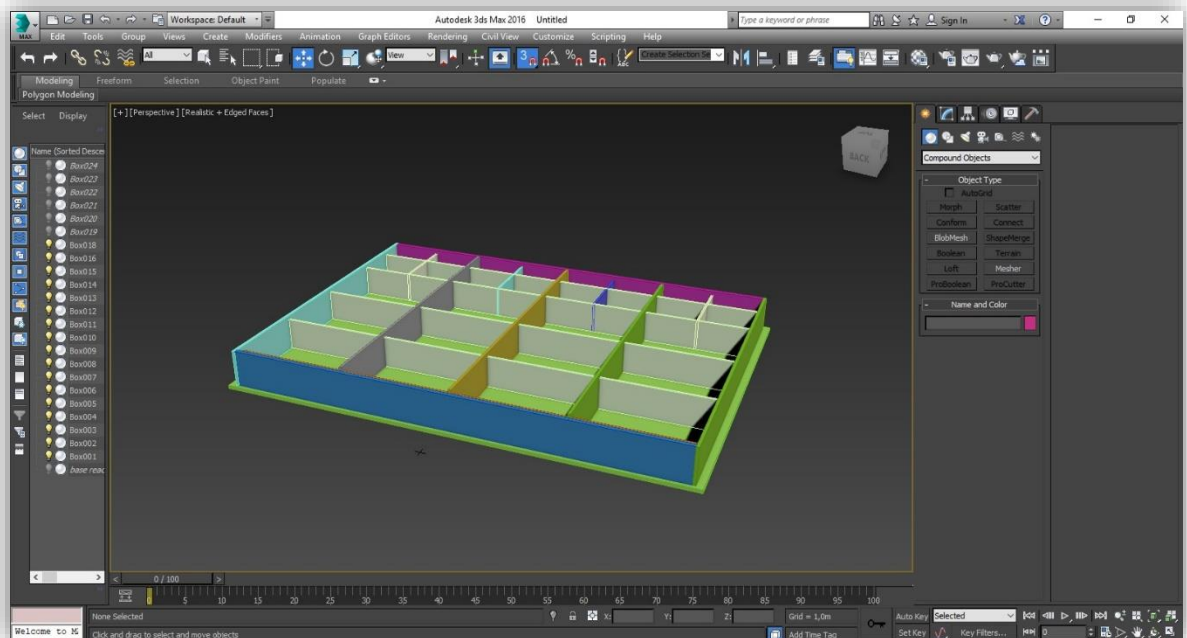 Workspace: Default
Autodesk 3ds Max 2016 Untitled
Type a keyword or phrase
Sign In
MAX
Edit Tools Group Views Create Modifiers Animation Graph Editors Rendering Civil View Customize Scripting Help
All
View
3
Create Selection Se
Modeling Freeform Selection Object Paint Populate
Polygon Modeling
Select Display
[+] [Perspective] [Realistic + Edged Faces]
BACK
Name (Sorted Descen
Box024
Box023
Box022
Box021
Box020
Box019
Box018
Box016
Box015
Box014
Box013
Box012
Box011
Box010
Box009
Box008
Box007
Box006
Box005
Box004
Box003
Box002
Box001
base reac
Compound Objects
- Object Type
AutoGrid
Morph Scatter
Conform Connect
BlobMesh ShapeMerge
Boolean Terrain
Loft Mesher
ProBoolean ProCutter
- Name and Color
< 0 / 100 >
0 5 10 15 20 25 30 35 40 45 50 55 60 65 70 75 80 85 90 95 100
None Selected
X: Y: Z:
Grid = 1,0m
Auto Key Selected
Welcome to M
Click and drag to select and move objects
Add Time Tag
Set Key Key Filters...
0